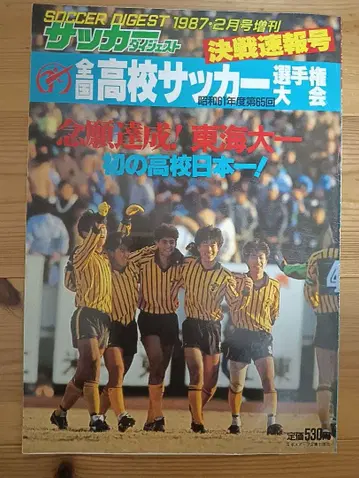 SOCCER DIGEST 1987・2月号増刊
サッカーダイジェスト
決戦速報号
全国高校サッカー選手権大会
昭和61年度第65回
念願達成！東海大一
初の高校日本一！
定価530円